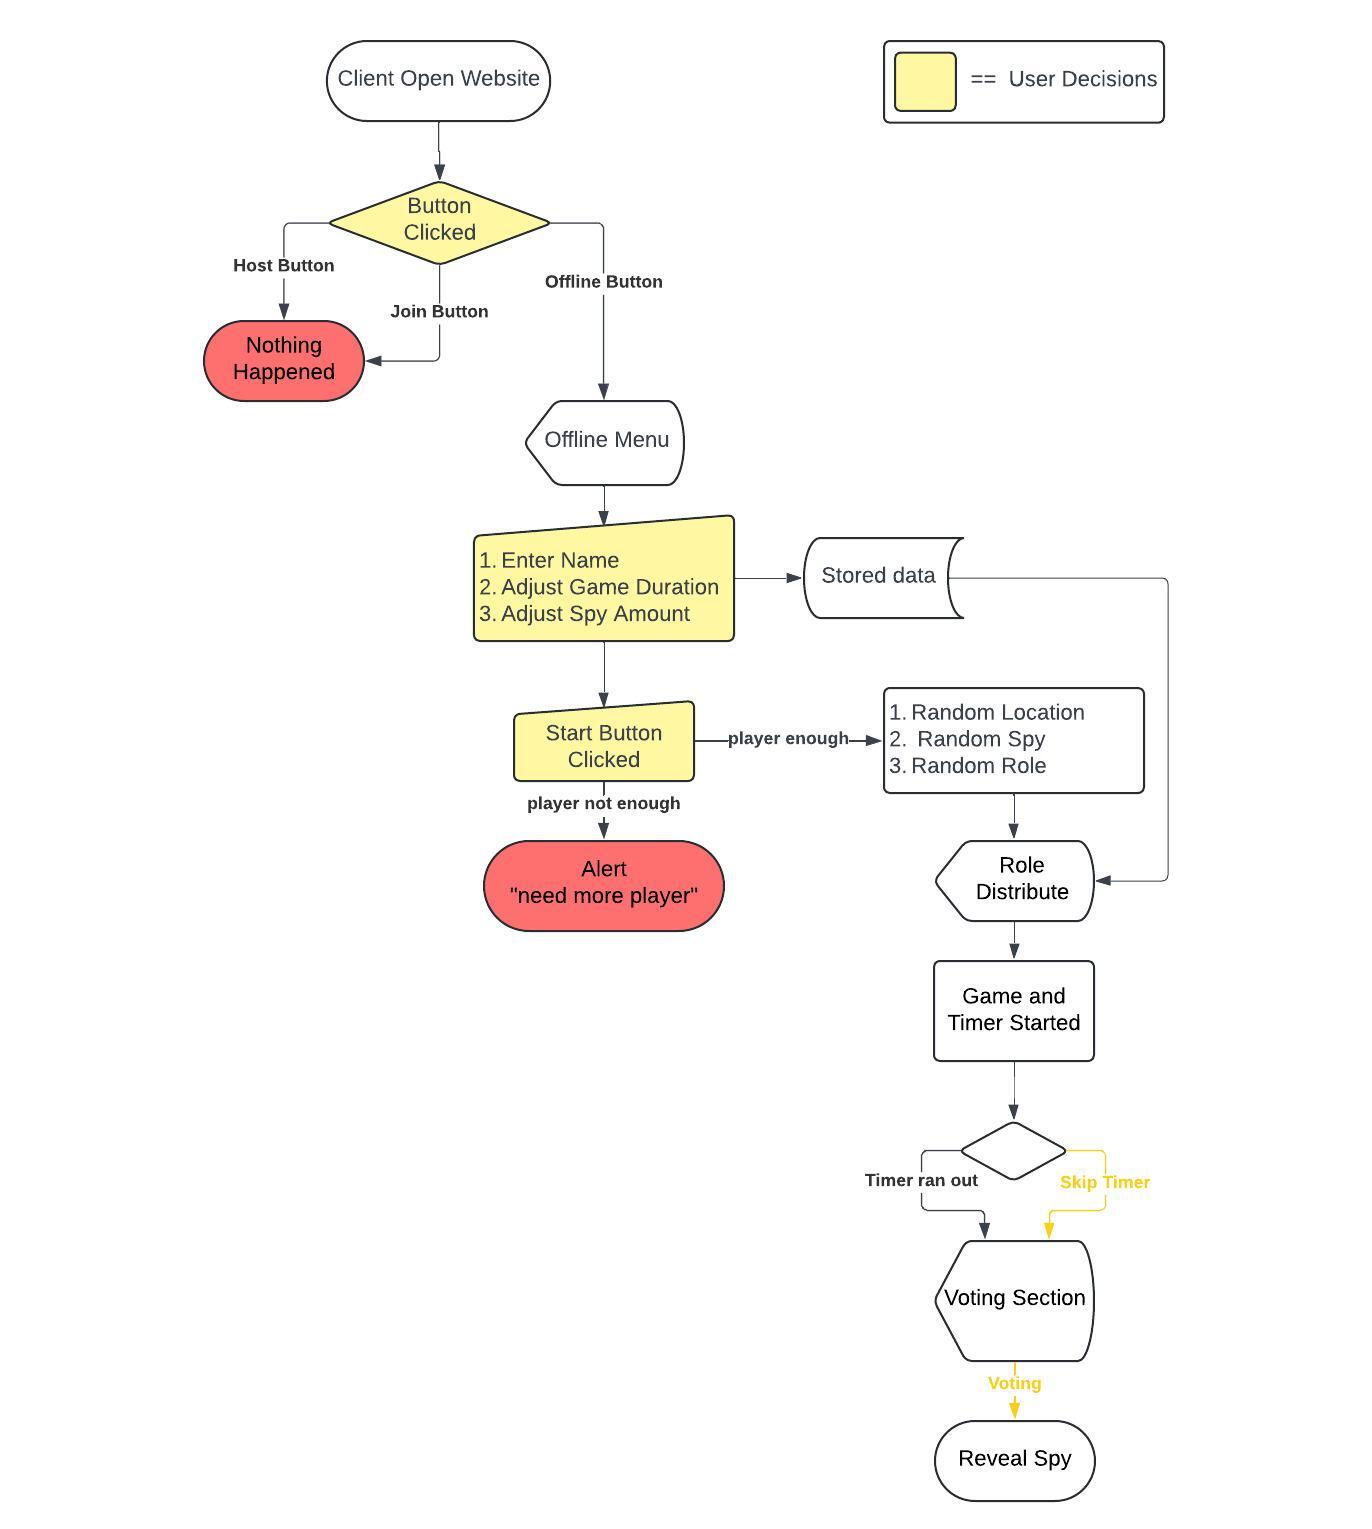 Client Open Website
== User Decisions
Button
Clicked
Host Button
Join Button
Offline Button
Nothing
Happened
Offline Menu
1. Enter Name
2. Adjust Game Duration
3. Adjust Spy Amount
Stored data
Start Button
Clicked
player enough
1. Random Location
2. Random Spy
3. Random Role
player not enough
Alert
"need more player"
Role
Distribute
Game and
Timer Started
Timer ran out
Skip Timer
Voting Section
Voting
Reveal Spy